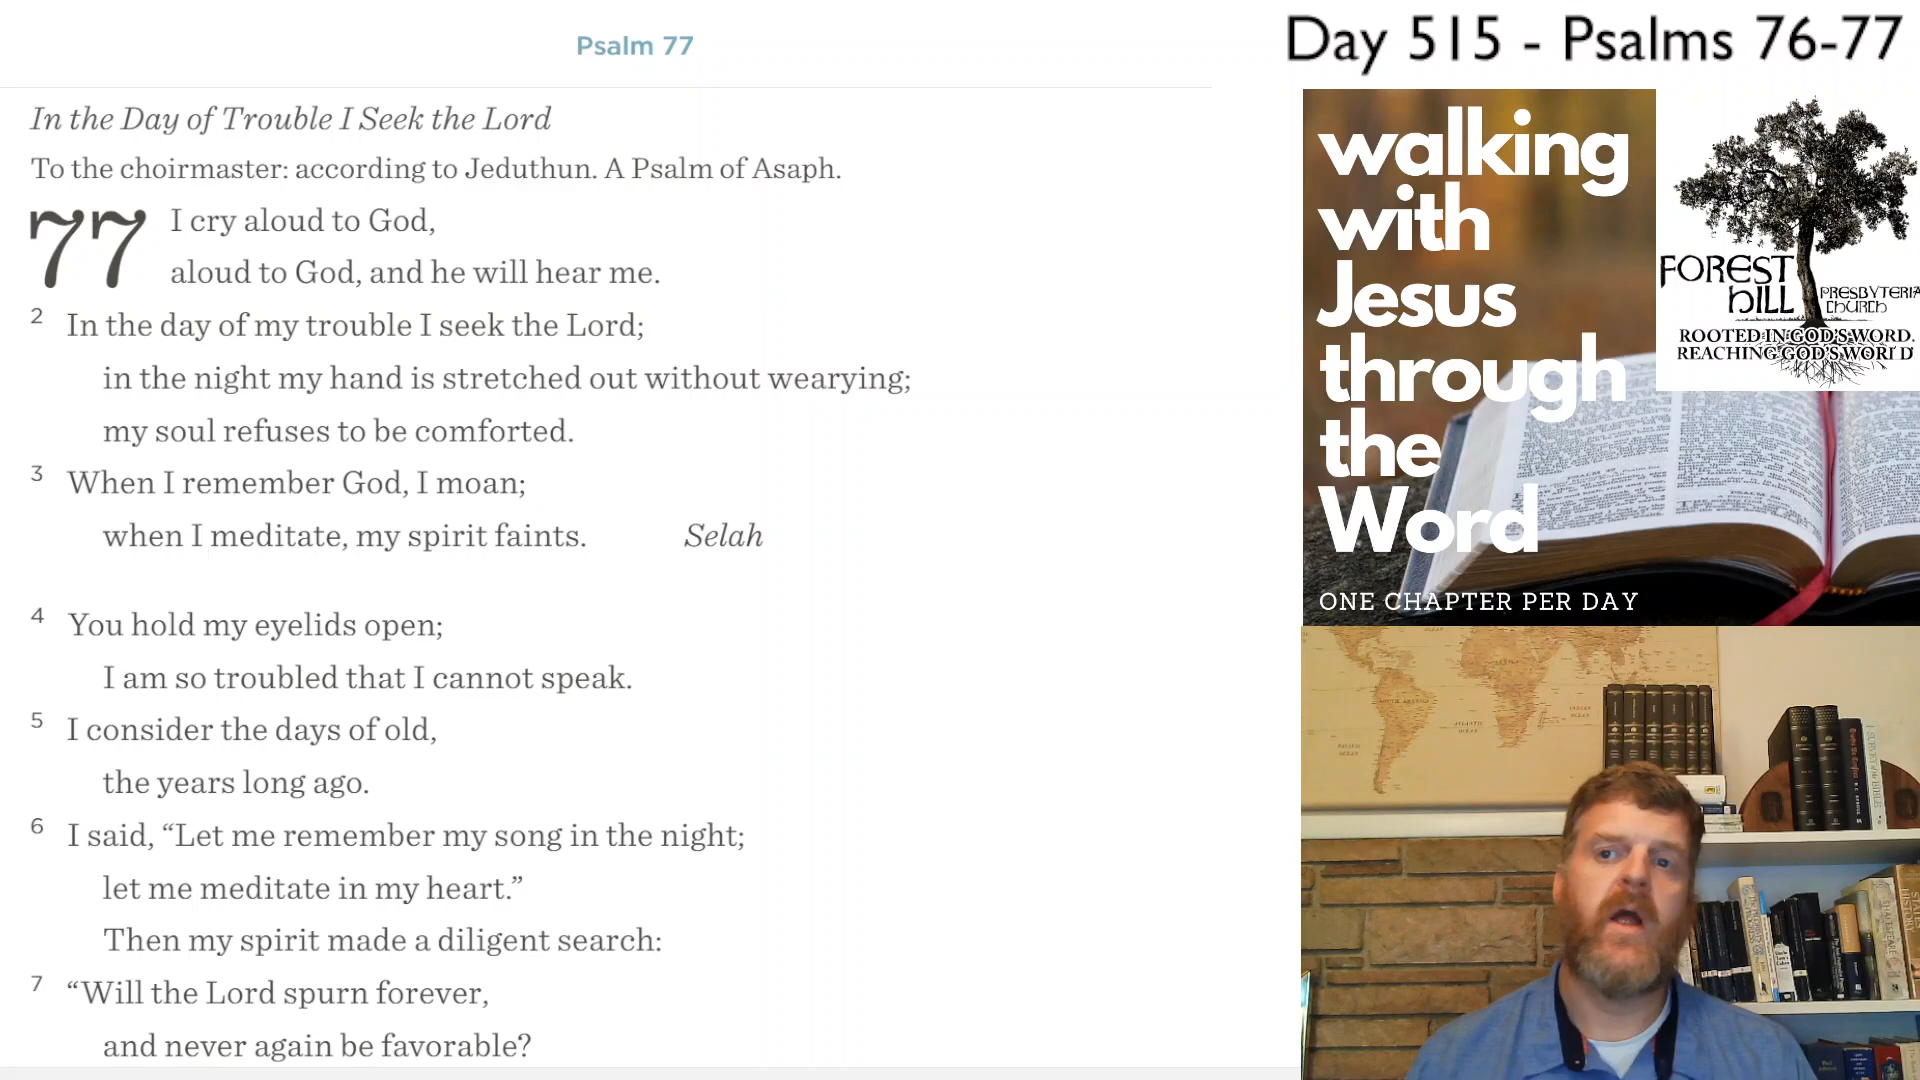 Psalm 77
In the Day of Trouble I Seek the Lord
To the choirmaster: according to Jeduthun. A Psalm of Asaph.
77 I cry aloud to God,
aloud to God, and he will hear me.
2 In the day of my trouble I seek the Lord;
in the night my hand is stretched out without wearying;
my soul refuses to be comforted.
3 When I remember God, I moan;
when I meditate, my spirit faints. Selah
4 You hold my eyelids open;
I am so troubled that I cannot speak.
5 I consider the days of old,
the years long ago.
6 I said, “Let me remember my song in the night;
let me meditate in my heart.”
Then my spirit made a diligent search:
7 “Will the Lord spurn forever,
and never again be favorable?
Day 515 - Psalms 76-77
walking
with
Jesus
through
the
Word
ONE CHAPTER PER DAY
FOREST
HILL
PRESBYTERIA
CHURCH
ROOTED IN GOD'S WORD.
REACHING GOD'S WORLD